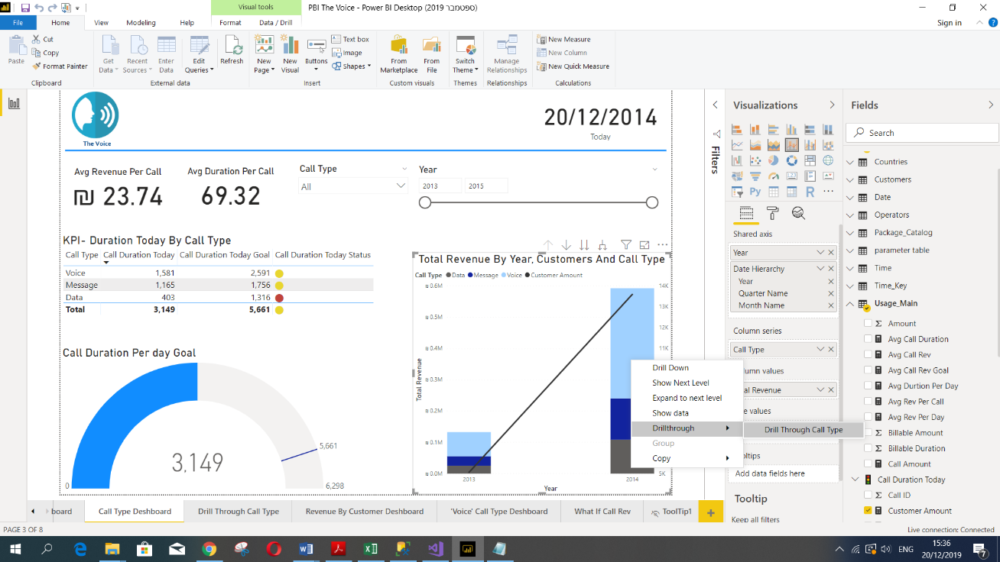 PBI The Voice - Power BI Desktop (ספטמבר 2019)
Visual tools
File Home View Modeling Help Format Data / Drill
Sign in
Paste
Cut
Copy
Format Painter
Clipboard
Get Data
Recent Sources
Enter Data
Edit Queries
Refresh
External data
New Page
New Visual
Buttons
Text box
Image
Shapes
Insert
From Marketplace
From File
Custom visuals
Switch Theme
Themes
Manage Relationships
Relationships
New Measure
New Column
New Quick Measure
Calculations
The Voice
20/12/2014
Today
Avg Revenue Per Call
₪ 23.74
Avg Duration Per Call
69.32
Call Type
All
Year
2013 2015
KPI- Duration Today By Call Type
Call Type Call Duration Today Call Duration Today Goal Call Duration Today Status
Voice 1,581 2,591
Message 1,165 1,756
Data 403 1,316
Total 3,149 5,661
Call Duration Per day Goal
3,149
5,661
0
6,298
Total Revenue By Year, Customers And Call Type
Call Type Data Message Voice Customer Amount
₪ 0.6M
₪ 0.5M
₪ 0.4M
₪ 0.3M
₪ 0.2M
₪ 0.1M
₪ 0.0M
Total Revenue
14K
13K
12K
11K
5K
2013 2014
Year
Drill Down
Show Next Level
Expand to next level
Show data
Drillthrough
Group
Copy
Drill Through Call Type
Filters
Visualizations
Py
R
Shared axis
Year
Date Hierarchy
Year
Quarter Name
Month Name
Column series
Call Type
olumn values
al Revenue
e values
oltips
Add data fields here
Tooltip
Keep all filters
Fields
Search
Countries
Customers
Date
Operators
Package_Catalog
parameter table
Time
Time_Key
Usage_Main
Amount
Avg Call Duration
Avg Call Rev
Avg Call Rev Goal
Avg Durtion Per Day
Avg Rev Per Call
Avg Rev Per Day
Billable Amount
Billable Duration
Call Amount
Call Duration Today
Call ID
Customer Amount
board
Call Type Deshboard
Drill Through Call Type
Revenue By Customer Deshboard
'Voice' Call Type Deshboard
What If Call Rev
ToolTip1
PAGE 3 OF 8
Live connection: Connected
ENG
15:36
20/12/2019
7